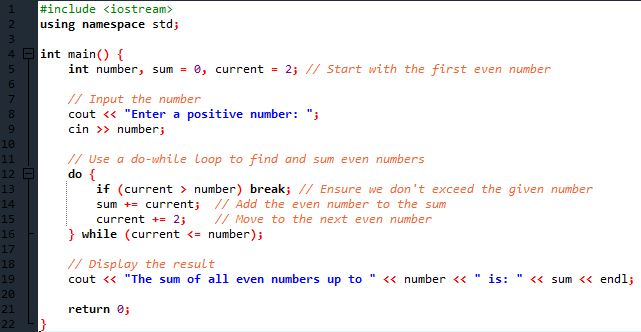 1 #include <iostream>
2 using namespace std;
3
4 int main() {
5     int number, sum = 0, current = 2; // Start with the first even number
6
7     // Input the number
8     cout << "Enter a positive number: ";
9     cin >> number;
10
11     // Use a do-while loop to find and sum even numbers
12     do {
13         if (current > number) break; // Ensure we don't exceed the given number
14         sum += current;  // Add the even number to the sum
15         current += 2;    // Move to the next even number
16     } while (current <= number);
17
18     // Display the result
19     cout << "The sum of all even numbers up to " << number << " is: " << sum << endl;
20
21     return 0;
22 }